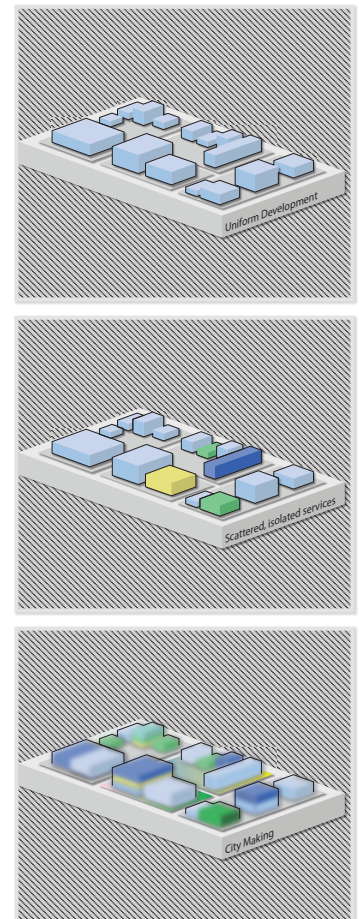 Uniform Development
Scattered, isolated services
City Making